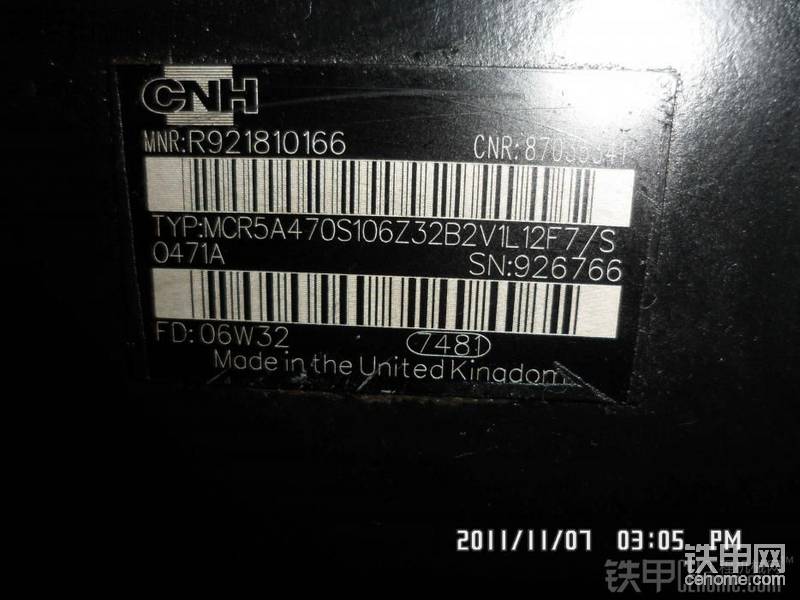 CNH
MNR:R921810166
CNR:87039341
TYP:MCR5A470S106Z32B2V1L12F7/S
0471A
SN:926766
FD:06W32
7481
Made in the United Kingdom
2011/11/07 03:05 PM
铁甲网
cehome.com